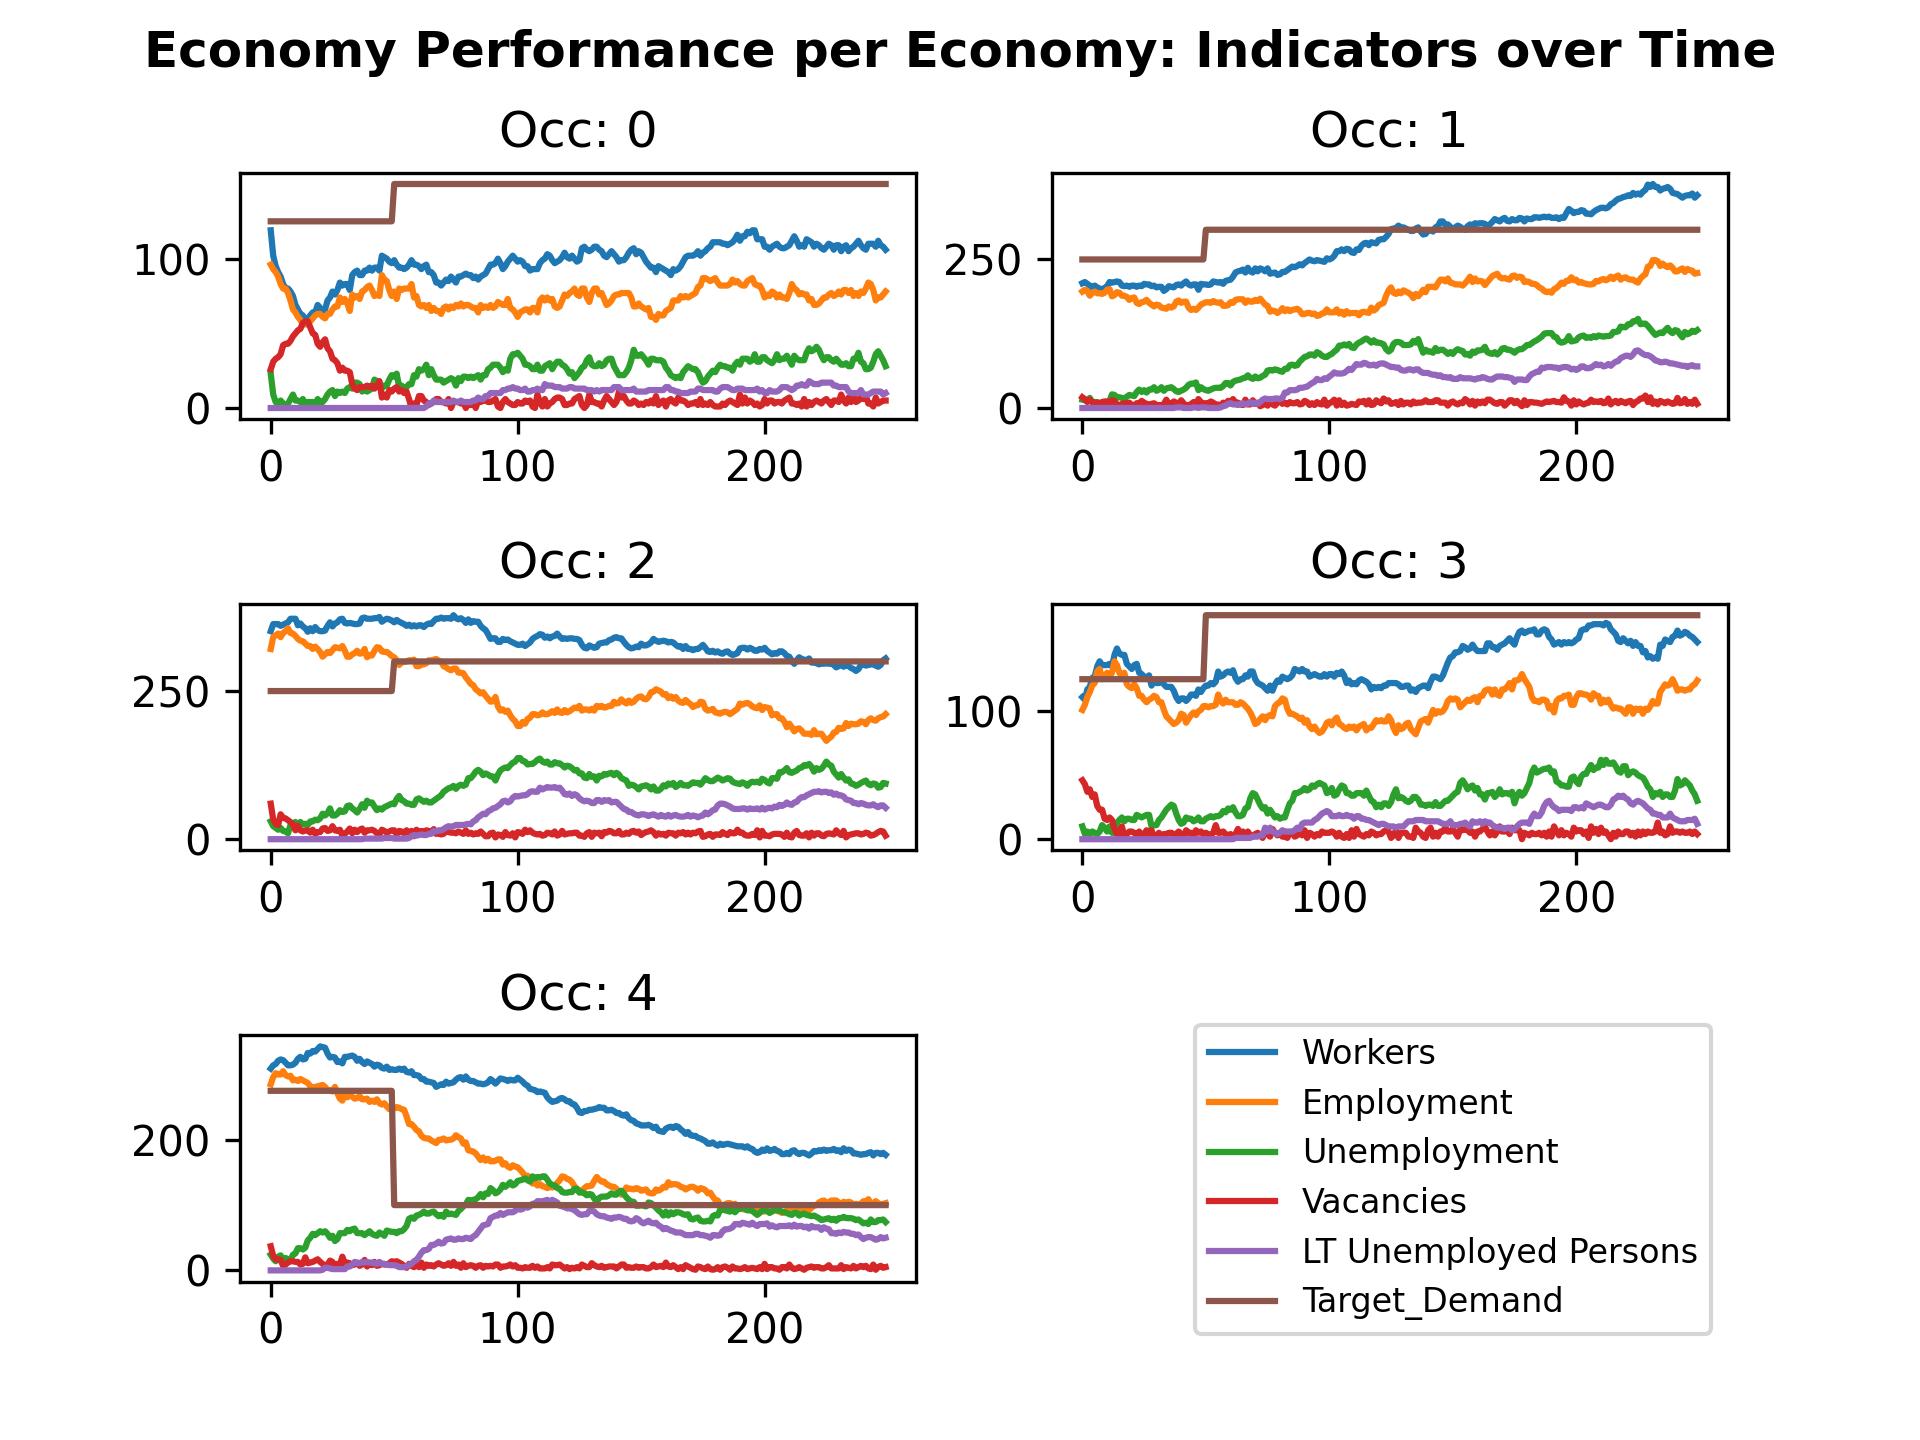 Economy Performance per Economy: Indicators over Time
Occ: 0
100
0
0 100 200
Occ: 1
250
0
0 100 200
Occ: 2
250
0
0 100 200
Occ: 3
100
0
0 100 200
Occ: 4
200
0
0 100 200
Workers
Employment
Unemployment
Vacancies
LT Unemployed Persons
Target_Demand